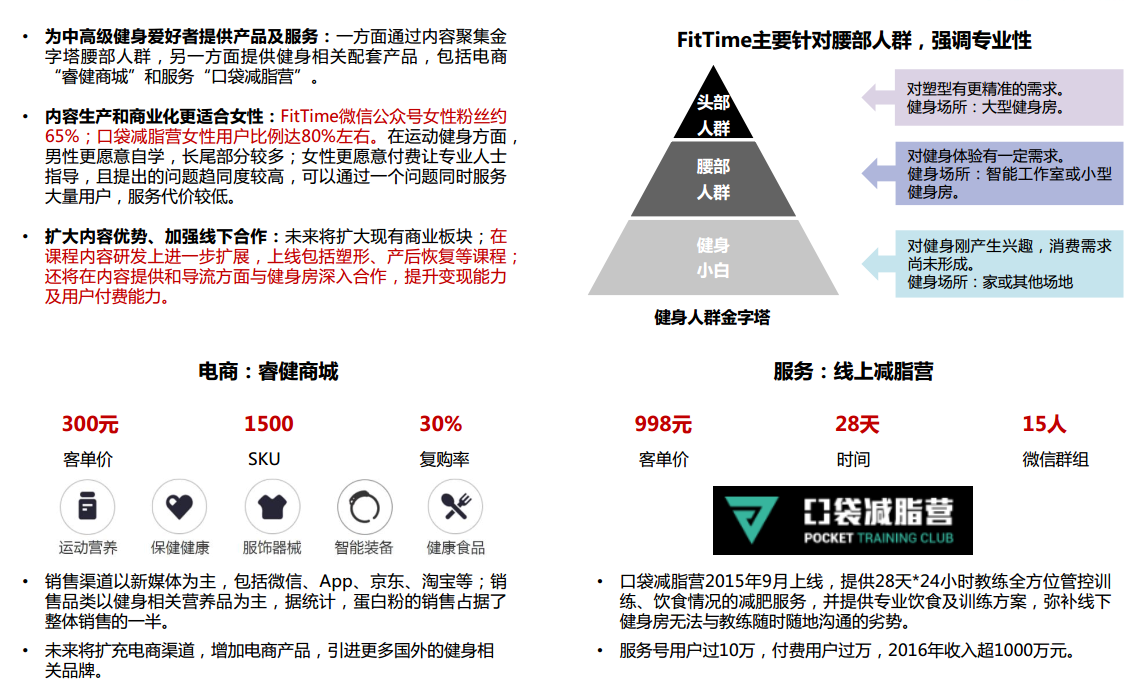 • 为中高级健身爱好者提供产品及服务：一方面通过内容聚集金
字塔腰部人群，另一方面提供健身相关配套产品，包括电商
“睿健商城”和服务“口袋减脂营”。
• 内容生产和商业化更适合女性：FitTime微信公众号女性粉丝约
65%；口袋减脂营女性用户比例达80%左右。在运动健身方面，
男性更愿意自学，长尾部分较多；女性更愿意付费让专业人士
指导，且提出的问题趋同度较高，可以通过一个问题同时服务
大量用户，服务代价较低。
• 扩大内容优势、加强线下合作：未来将扩大现有商业板块；在
课程内容研发上进一步扩展，上线包括塑形、产后恢复等课程；
还将在内容提供和导流方面与健身房深入合作，提升变现能力
及用户付费能力。
FitTime主要针对腰部人群，强调专业性
头部
人群
对塑型有更精准的需求。
健身场所：大型健身房。
腰部
人群
对健身体验有一定需求。
健身场所：智能工作室或小型
健身房。
健身
小白
对健身刚产生兴趣，消费需求
尚未形成。
健身场所：家或其他场地
健身人群金字塔
电商：睿健商城
300元
1500
30%
客单价
SKU
复购率
运动营养
保健健康
服饰器械
智能装备
健康食品
• 销售渠道以新媒体为主，包括微信、App、京东、淘宝等；销
售品类以健身相关营养品为主，据统计，蛋白粉的销售占据了
整体销售的一半。
• 未来将扩充电商渠道，增加电商产品，引进更多国外的健身相
关品牌。
服务：线上减脂营
998元
28天
15人
客单价
时间
微信群组
口袋减脂营
POCKET TRAINING CLUB
• 口袋减脂营2015年9月上线，提供28天*24小时教练全方位管控训
练、饮食情况的减肥服务，并提供专业饮食及训练方案，弥补线下
健身房无法与教练随时随地沟通的劣势。
• 服务号用户过10万，付费用户过万，2016年收入超1000万元。